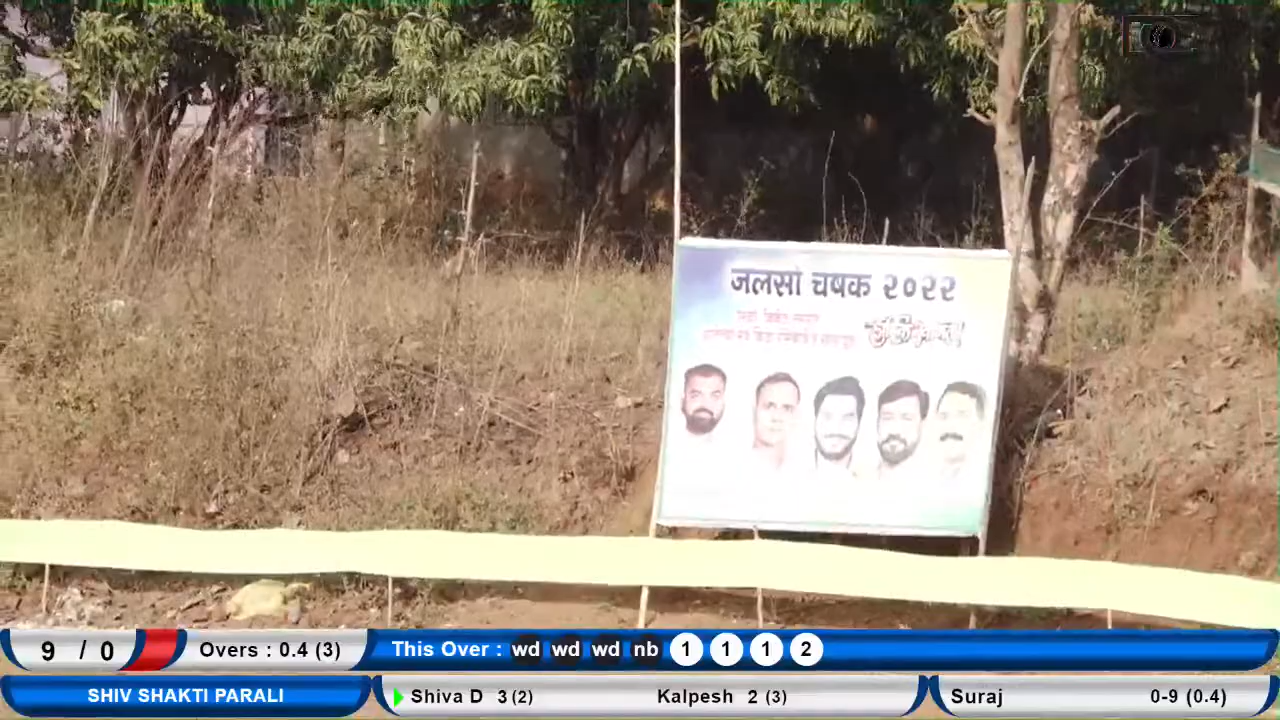 जलसा चषक २०२२
9 / 0 Overs : 0.4 (3) This Over : wd wd wd nb 1 1 1 2
SHIV SHAKTI PARALI Shiva D 3 (2) Kalpesh 2 (3) Suraj 0-9 (0.4)